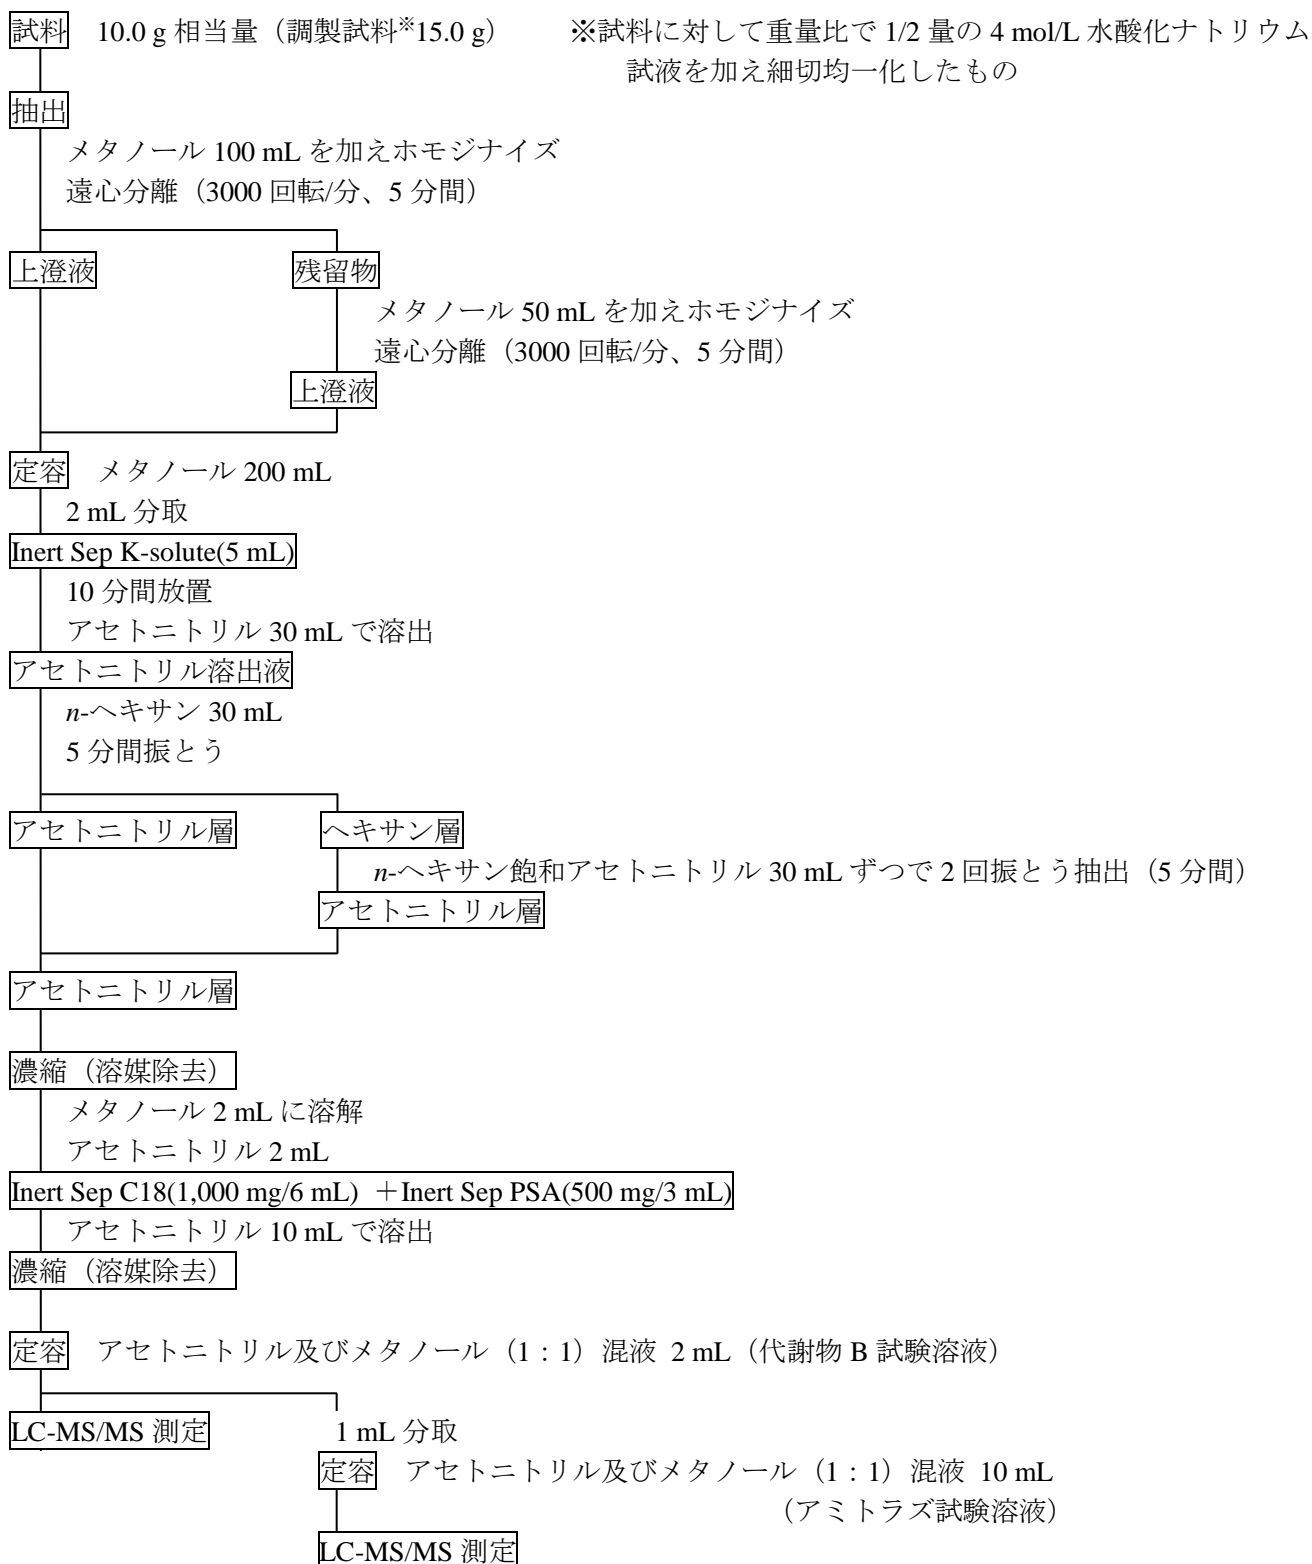 試料 10.0 g 相当量（調製試料※15.0 g） ※試料に対して重量比で 1/2 量の 4 mol/L 水酸化ナトリウム
試液を加え細切均一化したもの
抽出
メタノール 100 mL を加えホモジナイズ
遠心分離（3000 回転/分、5 分間）
上澄液 残留物
メタノール 50 mL を加えホモジナイズ
遠心分離（3000 回転/分、5 分間）
上澄液
定容 メタノール 200 mL
2 mL 分取
Inert Sep K-solute(5 mL)
10 分間放置
アセトニトリル 30 mL で溶出
アセトニトリル溶出液
n-ヘキサン 30 mL
5 分間振とう
アセトニトリル層 ヘキサン層
n-ヘキサン飽和アセトニトリル 30 mL ずつで 2 回振とう抽出（5 分間）
アセトニトリル層
アセトニトリル層
濃縮（溶媒除去）
メタノール 2 mL に溶解
アセトニトリル 2 mL
Inert Sep C18(1,000 mg/6 mL) ＋Inert Sep PSA(500 mg/3 mL)
アセトニトリル 10 mL で溶出
濃縮（溶媒除去）
定容 アセトニトリル及びメタノール（1：1）混液 2 mL（代謝物 B 試験溶液）
LC-MS/MS 測定 1 mL 分取
定容 アセトニトリル及びメタノール（1：1）混液 10 mL
（アミトラズ試験溶液）
LC-MS/MS 測定